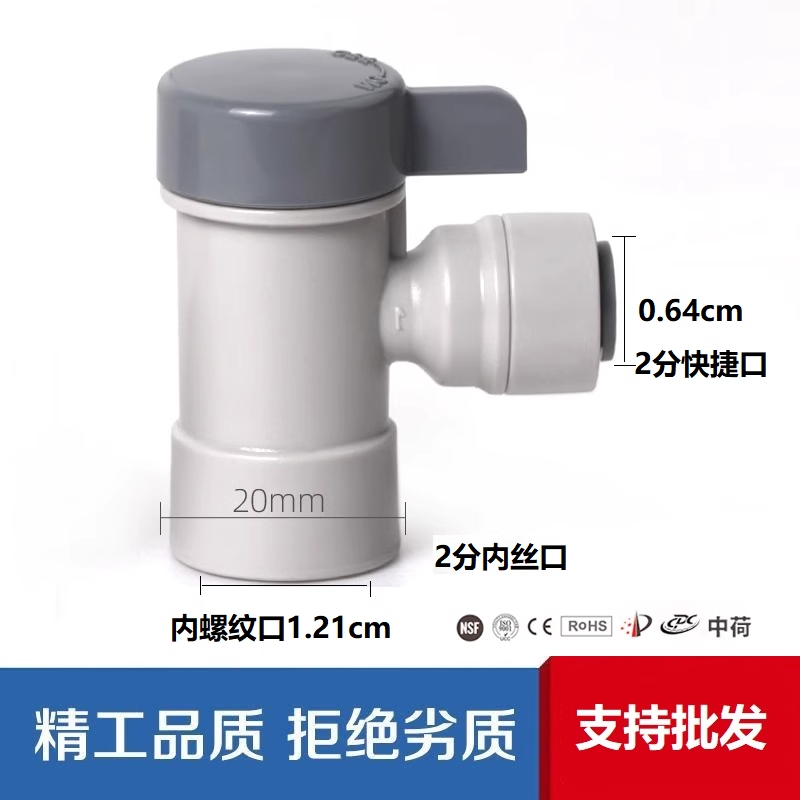 0.64cm
2分快捷口
20mm
2分内丝口
内螺纹口1.21cm
NSF
CE
RoHS
CPC
中荷
精工品质 拒绝劣质
支持批发